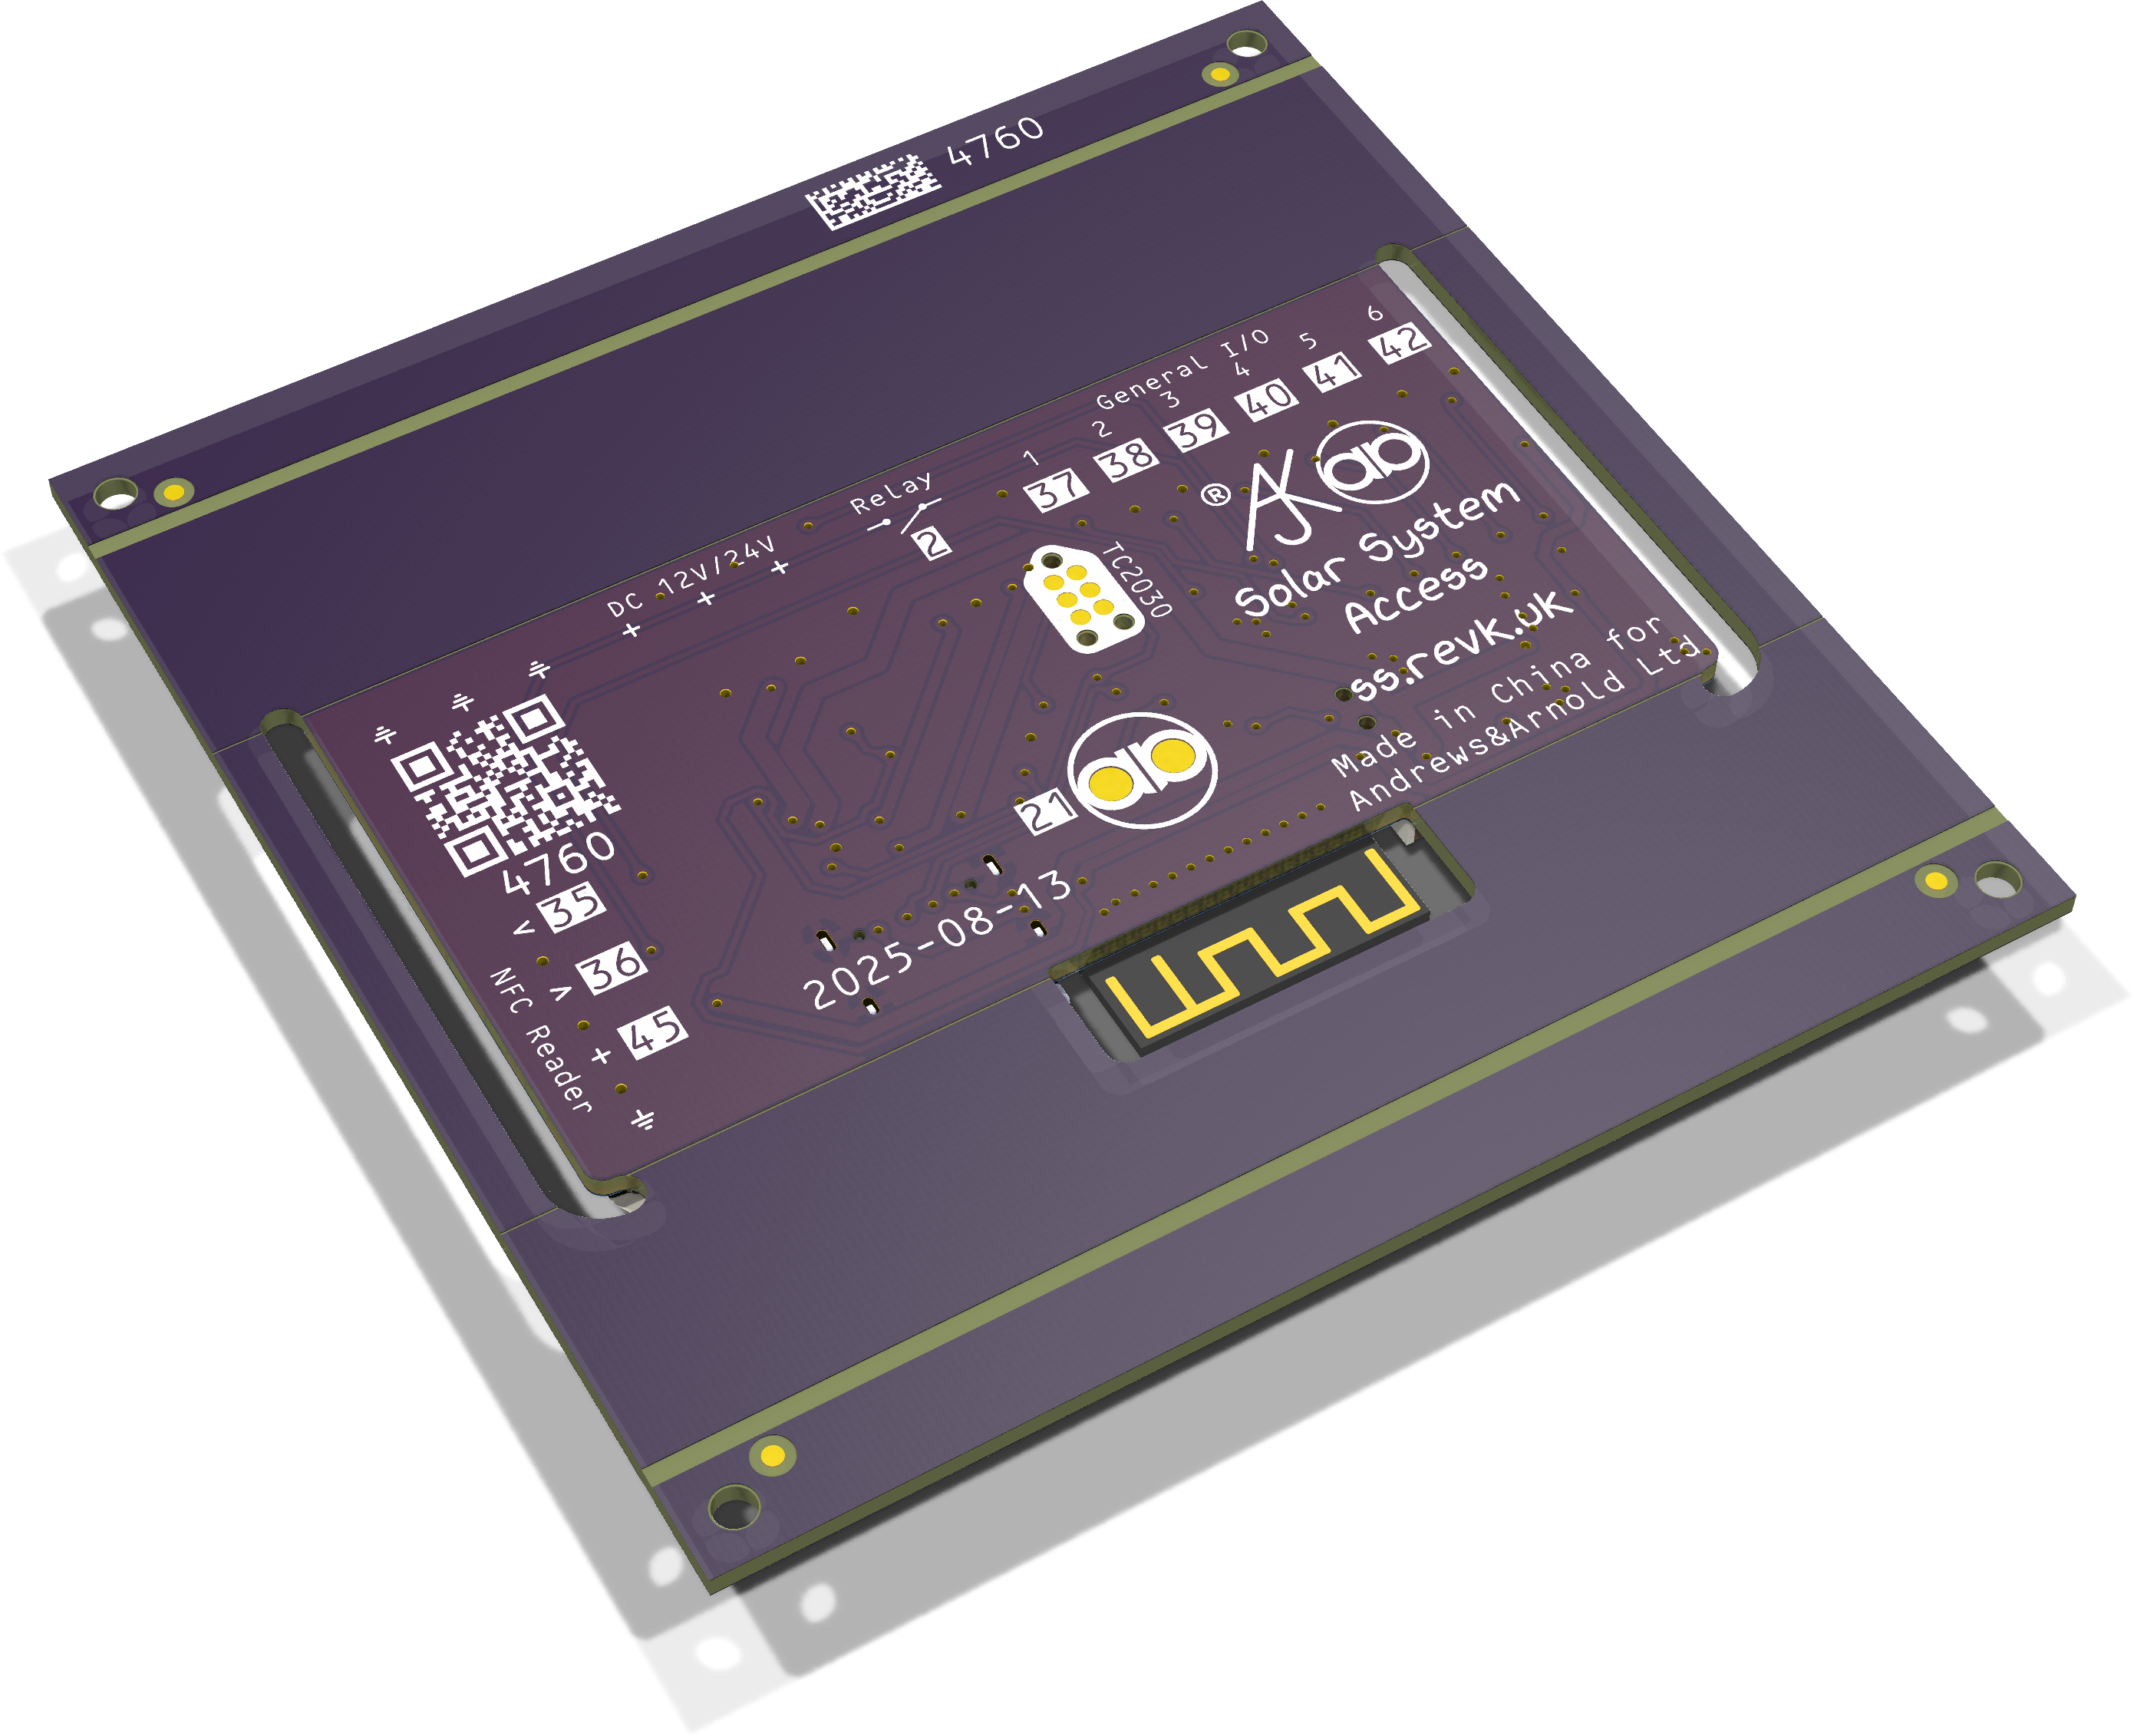 4760
General I/O
1 2 3 4 5 6
37 38 39 40 41 42
Relay
2
DC 12V/24V
+ + +
TC2030
® AJK
Solar System
Access
ss.revk.uk
Made in China for
Andrews&Arnold Ltd
21
4760
< 35
> 36
+ 45
NFC Reader
2025-08-13